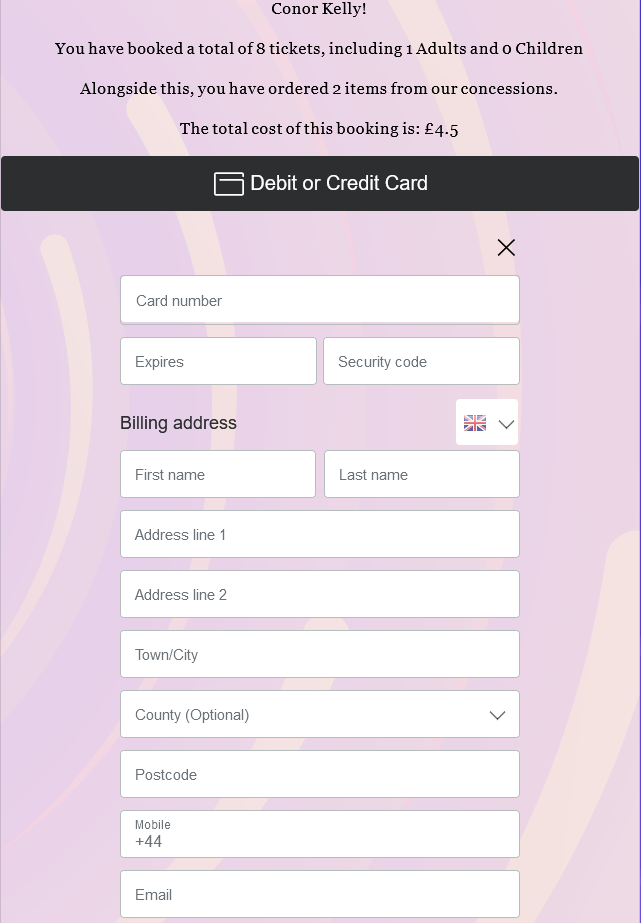 Conor Kelly!
You have booked a total of 8 tickets, including 1 Adults and 0 Children
Alongside this, you have ordered 2 items from our concessions.
The total cost of this booking is: £4.5
Debit or Credit Card
Card number
Expires
Security code
Billing address
First name
Last name
Address line 1
Address line 2
Town/City
County (Optional)
Postcode
Mobile
+44
Email